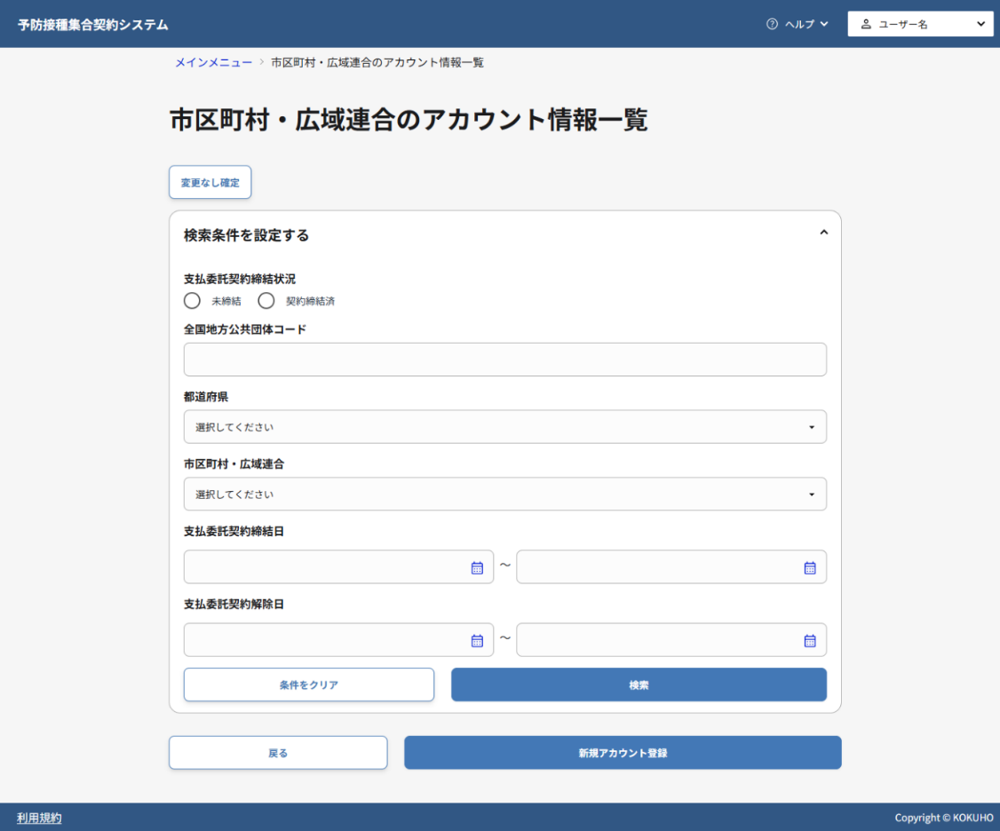 予防接種集合契約システム
ヘルプ
ユーザー名
メインメニュー > 市区町村・広域連合のアカウント情報一覧
市区町村・広域連合のアカウント情報一覧
変更なし確定
検索条件を設定する
支払委託契約締結状況
未締結 契約締結済
全国地方公共団体コード
都道府県
選択してください
市区町村・広域連合
選択してください
支払委託契約締結日
～
支払委託契約解除日
～
条件をクリア
検索
戻る
新規アカウント登録
利用規約
Copyright © KOKUHO